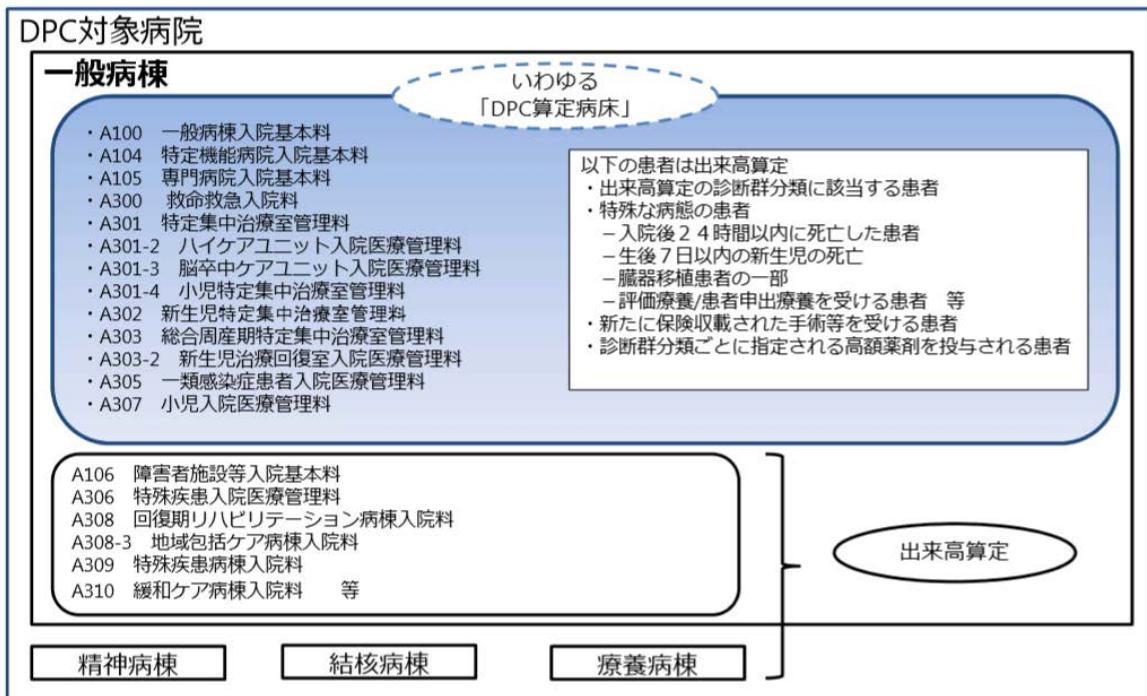 DPC対象病院
一般病棟
いわゆる
「DPC算定病床」
・A100　一般病棟入院基本料
・A104　特定機能病院入院基本料
・A105　専門病院入院基本料
・A300　救命救急入院料
・A301　特定集中治療室管理料
・A301-2　ハイケアユニット入院医療管理料
・A301-3　脳卒中ケアユニット入院医療管理料
・A301-4　小児特定集中治療室管理料
・A302　新生児特定集中治療室管理料
・A303　総合周産期特定集中治療室管理料
・A303-2　新生児治療回復室入院医療管理料
・A305　一類感染症患者入院医療管理料
・A307　小児入院医療管理料
以下の患者は出来高算定
・出来高算定の診断群分類に該当する患者
・特殊な病態の患者
－入院後２４時間以内に死亡した患者
－生後７日以内の新生児の死亡
－臓器移植患者の一部
－評価療養/患者申出療養を受ける患者　等
・新たに保険収載された手術等を受ける患者
・診断群分類ごとに指定される高額薬剤を投与される患者
A106　障害者施設等入院基本料
A306　特殊疾患入院医療管理料
A308　回復期リハビリテーション病棟入院料
A308-3　地域包括ケア病棟入院料
A309　特殊疾患病棟入院料
A310　緩和ケア病棟入院料　　等
出来高算定
精神病棟
結核病棟
療養病棟